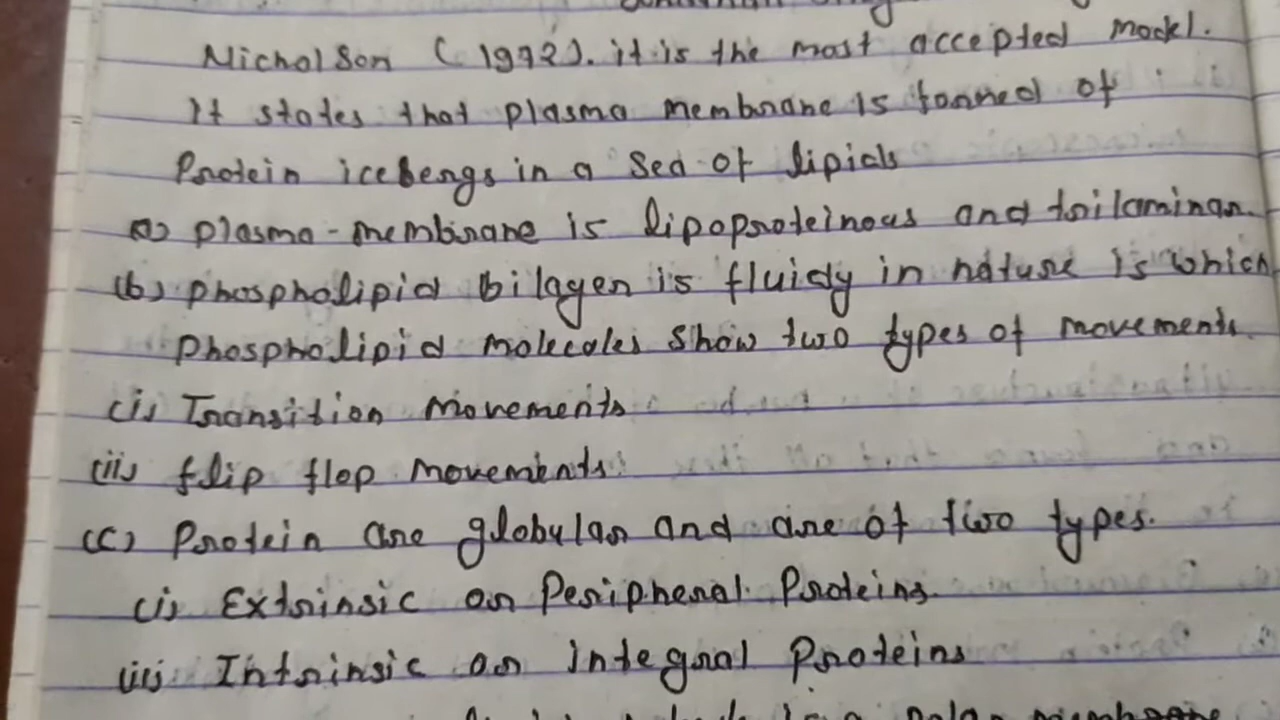 Nicholson (1972). it is the most accepted model.
It states that plasma membrane is formed of
Protein icebergs in a sea of lipids
(a) plasma-membrane is lipoproteinous and trilaminar.
(b) phospholipid bilayer is fluidy in nature is which
Phospholipid molecules show two types of movements
(i) Transition movements
(ii) flip flop movements.
(c) Protein are globular and are of two types.
(i) Extrinsic or Peripheral Proteins.
(ii) Intrinsic or integral proteins
is a polar membrane